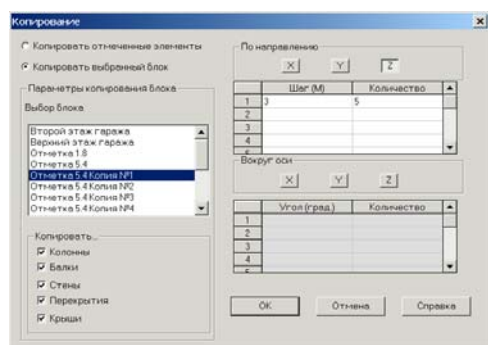 Копирование
Копировать отмеченные элементы
Копировать выбранный блок
Параметры копирования блока
Выбор блока
Второй этаж гаража
Верхний этаж гаража
Отметка 1.8
Отметка 5.4
Отметка 5.4 Копия №1
Отметка 5.4 Копия №2
Отметка 5.4 Копия №3
Отметка 5.4 Копия №4
Копировать...
Колонны
Балки
Стены
Перекрытия
Крыши
По направлению
X Y Z
Шаг (М) Количество
1 3 5
2
3
4
Вокруг оси
X Y Z
Угол (град.) Количество
1
2
3
4
OK Отмена Справка